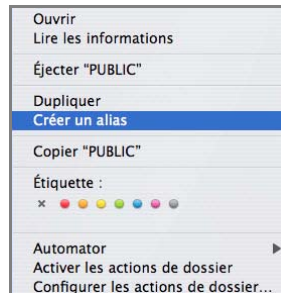 Ouvrir
Lire les informations
Éjecter “PUBLIC”
Dupliquer
Créer un alias
Copier “PUBLIC”
Étiquette :
Automator
Activer les actions de dossier
Configurer les actions de dossier...